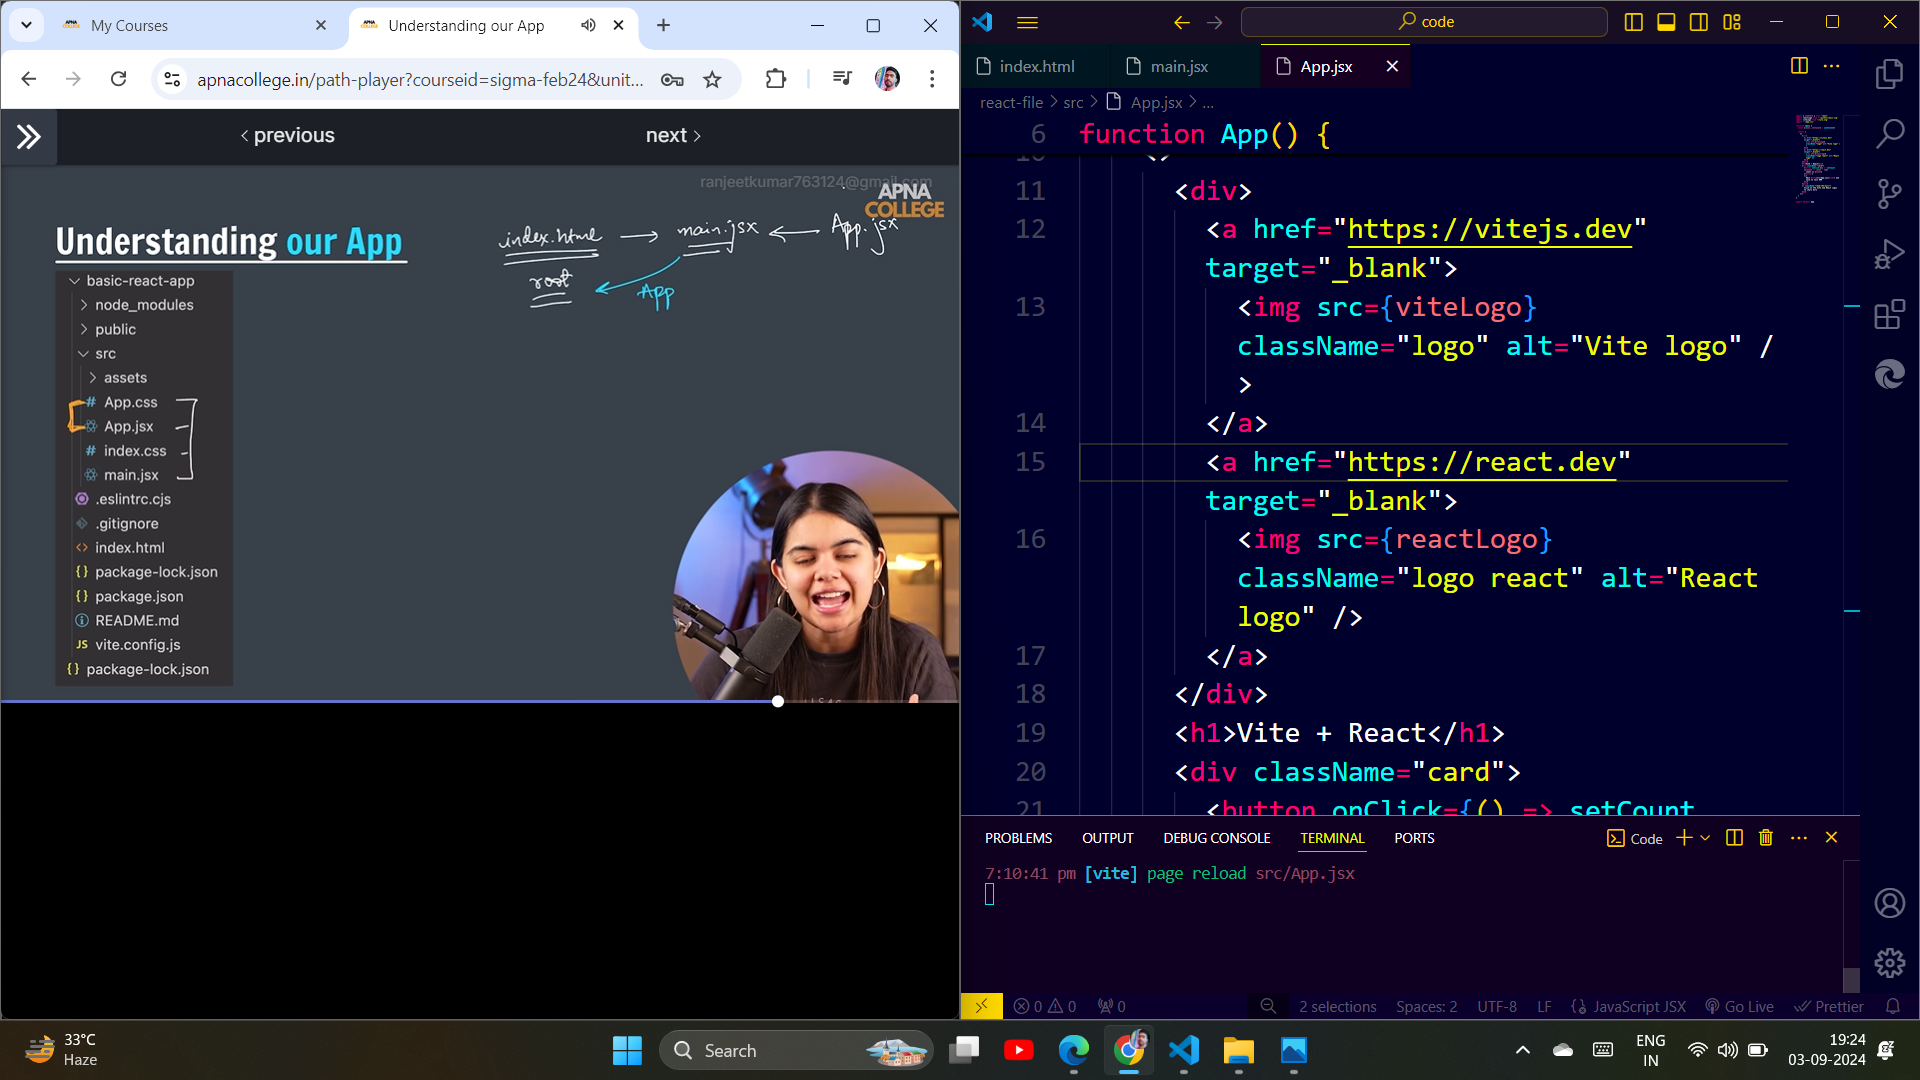 My Courses
Understanding our App
apnacollege.in/path-player?courseid=sigma-feb24&unit...
previous
next
ranjeetkumar763124@gmail.com
APNA
COLLEGE
Understanding our App
index.html → main.jsx ← App.jsx
root
App
basic-react-app
node_modules
public
src
assets
# App.css
App.jsx
# index.css
main.jsx
.eslintrc.cjs
.gitignore
<> index.html
{} package-lock.json
{} package.json
README.md
JS vite.config.js
{} package-lock.json
code
index.html
main.jsx
App.jsx
react-file > src > App.jsx > ...
6 function App() {
11 <div>
12 <a href="https://vitejs.dev"
target="_blank">
13 <img src={viteLogo}
className="logo" alt="Vite logo" /
>
14 </a>
15 <a href="https://react.dev"
target="_blank">
16 <img src={reactLogo}
className="logo react" alt="React
logo" />
17 </a>
18 </div>
19 <h1>Vite + React</h1>
20 <div className="card">
21 <button onClick={() => setCount
PROBLEMS OUTPUT DEBUG CONSOLE TERMINAL PORTS
Code
7:10:41 pm [vite] page reload src/App.jsx
0 0 0
2 selections Spaces: 2 UTF-8 LF {} JavaScript JSX Go Live Prettier
33°C
Haze
Search
ENG
IN
19:24
03-09-2024